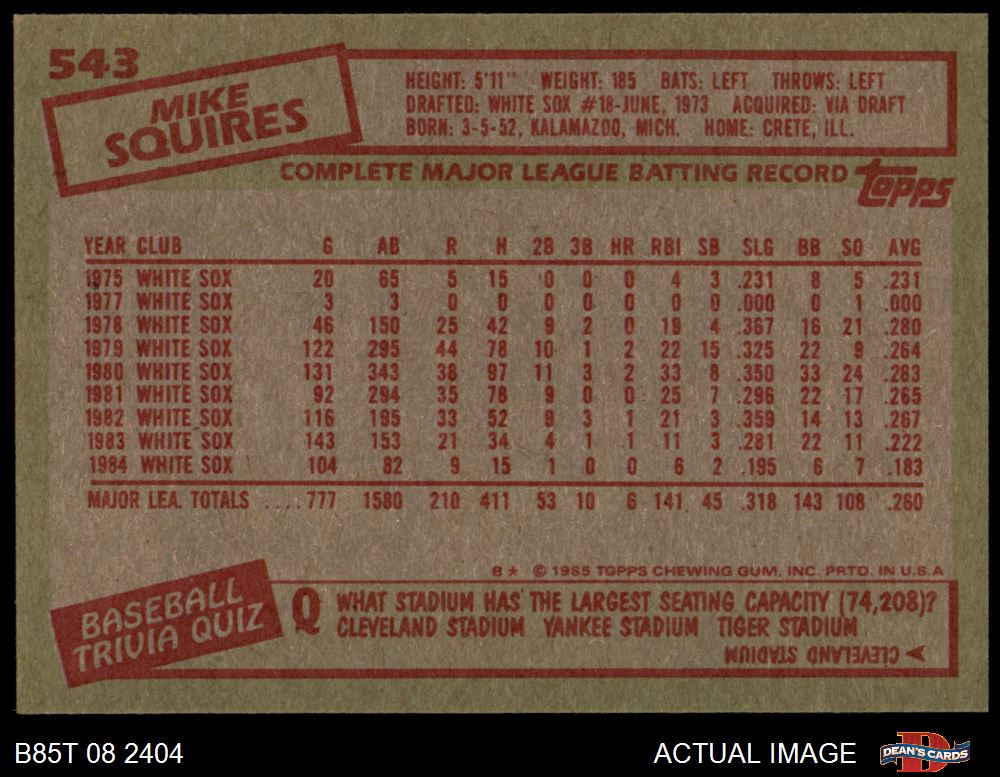 543
MIKE
SQUIRES
HEIGHT: 5'11" WEIGHT: 185 BATS: LEFT THROWS: LEFT
DRAFTED: WHITE SOX #18-JUNE, 1973 ACQUIRED: VIA DRAFT
BORN: 3-5-52, KALAMAZOO, MICH. HOME: CRETE, ILL.
COMPLETE MAJOR LEAGUE BATTING RECORD
topps
YEAR CLUB G AB R H 2B 3B HR RBI SB SLG BB SO AVG
1975 WHITE SOX 20 65 5 15 0 0 0 4 3 .231 8 5 .231
1977 WHITE SOX 3 3 0 0 0 0 0 0 0 .000 0 1 .000
1978 WHITE SOX 46 150 25 42 9 2 0 19 4 .367 16 21 .280
1979 WHITE SOX 122 295 44 78 10 1 2 22 15 .325 22 9 .264
1980 WHITE SOX 131 343 38 97 11 3 2 33 8 .350 33 24 .283
1981 WHITE SOX 92 294 35 78 9 0 0 25 7 .296 22 17 .265
1982 WHITE SOX 116 195 33 52 9 3 1 21 3 .359 14 13 .267
1983 WHITE SOX 143 153 21 34 4 1 1 11 3 .281 22 11 .222
1984 WHITE SOX 104 82 9 15 1 0 0 6 2 .195 6 7 .183
MAJOR LEA. TOTALS ....777 1580 210 411 53 10 6 141 45 .318 143 108 .260
B* © 1985 TOPPS CHEWING GUM, INC. PRTD. IN U.S.A
BASEBALL
TRIVIA QUIZ
Q WHAT STADIUM HAS THE LARGEST SEATING CAPACITY (74,208)?
CLEVELAND STADIUM YANKEE STADIUM TIGER STADIUM
CLEVELAND STADIUM
B85T 08 2404
ACTUAL IMAGE
D
DEAN'S CARDS